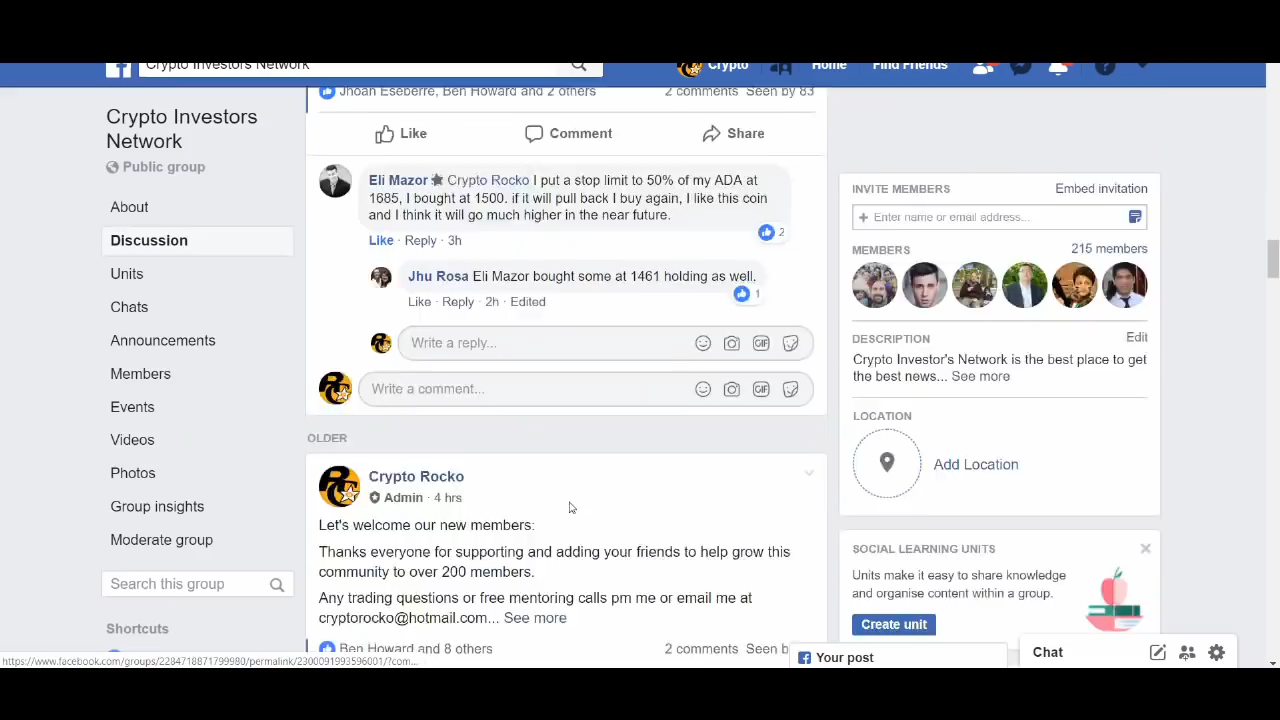 Crypto Investors Network
Crypto
Home
Find Friends
Crypto Investors
Network
Public group
About
Discussion
Units
Chats
Announcements
Members
Events
Videos
Photos
Group insights
Moderate group
Search this group
Shortcuts
Jhoan Eseberre, Ben Howard and 2 others
2 comments Seen by 83
Like
Comment
Share
Eli Mazor Crypto Rocko I put a stop limit to 50% of my ADA at
1685, I bought at 1500. if it will pull back I buy again, I like this coin
and I think it will go much higher in the near future.
2
Like · Reply · 3h
Jhu Rosa Eli Mazor bought some at 1461 holding as well.
1
Like · Reply · 2h · Edited
Write a reply...
GIF
Write a comment...
GIF
OLDER
Crypto Rocko
Admin · 4 hrs
Let's welcome our new members:
Thanks everyone for supporting and adding your friends to help grow this
community to over 200 members.
Any trading questions or free mentoring calls pm me or email me at
cryptorocko@hotmail.com... See more
Ben Howard and 8 others
2 comments Seen b
INVITE MEMBERS
Embed invitation
+ Enter name or email address...
MEMBERS
215 members
DESCRIPTION
Edit
Crypto Investor's Network is the best place to get
the best news... See more
LOCATION
Add Location
SOCIAL LEARNING UNITS
Units make it easy to share knowledge
and organise content within a group.
Create unit
Your post
Chat
https://www.facebook.com/groups/2284718871799980/permalink/2300091993596001/?com...